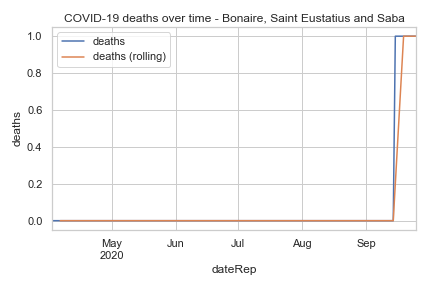 COVID-19 deaths over time - Bonaire, Saint Eustatius and Saba
deaths
deaths (rolling)
1.0
0.8
0.6
0.4
0.2
0.0
deaths
May
2020
Jun
Jul
Aug
Sep
dateRep